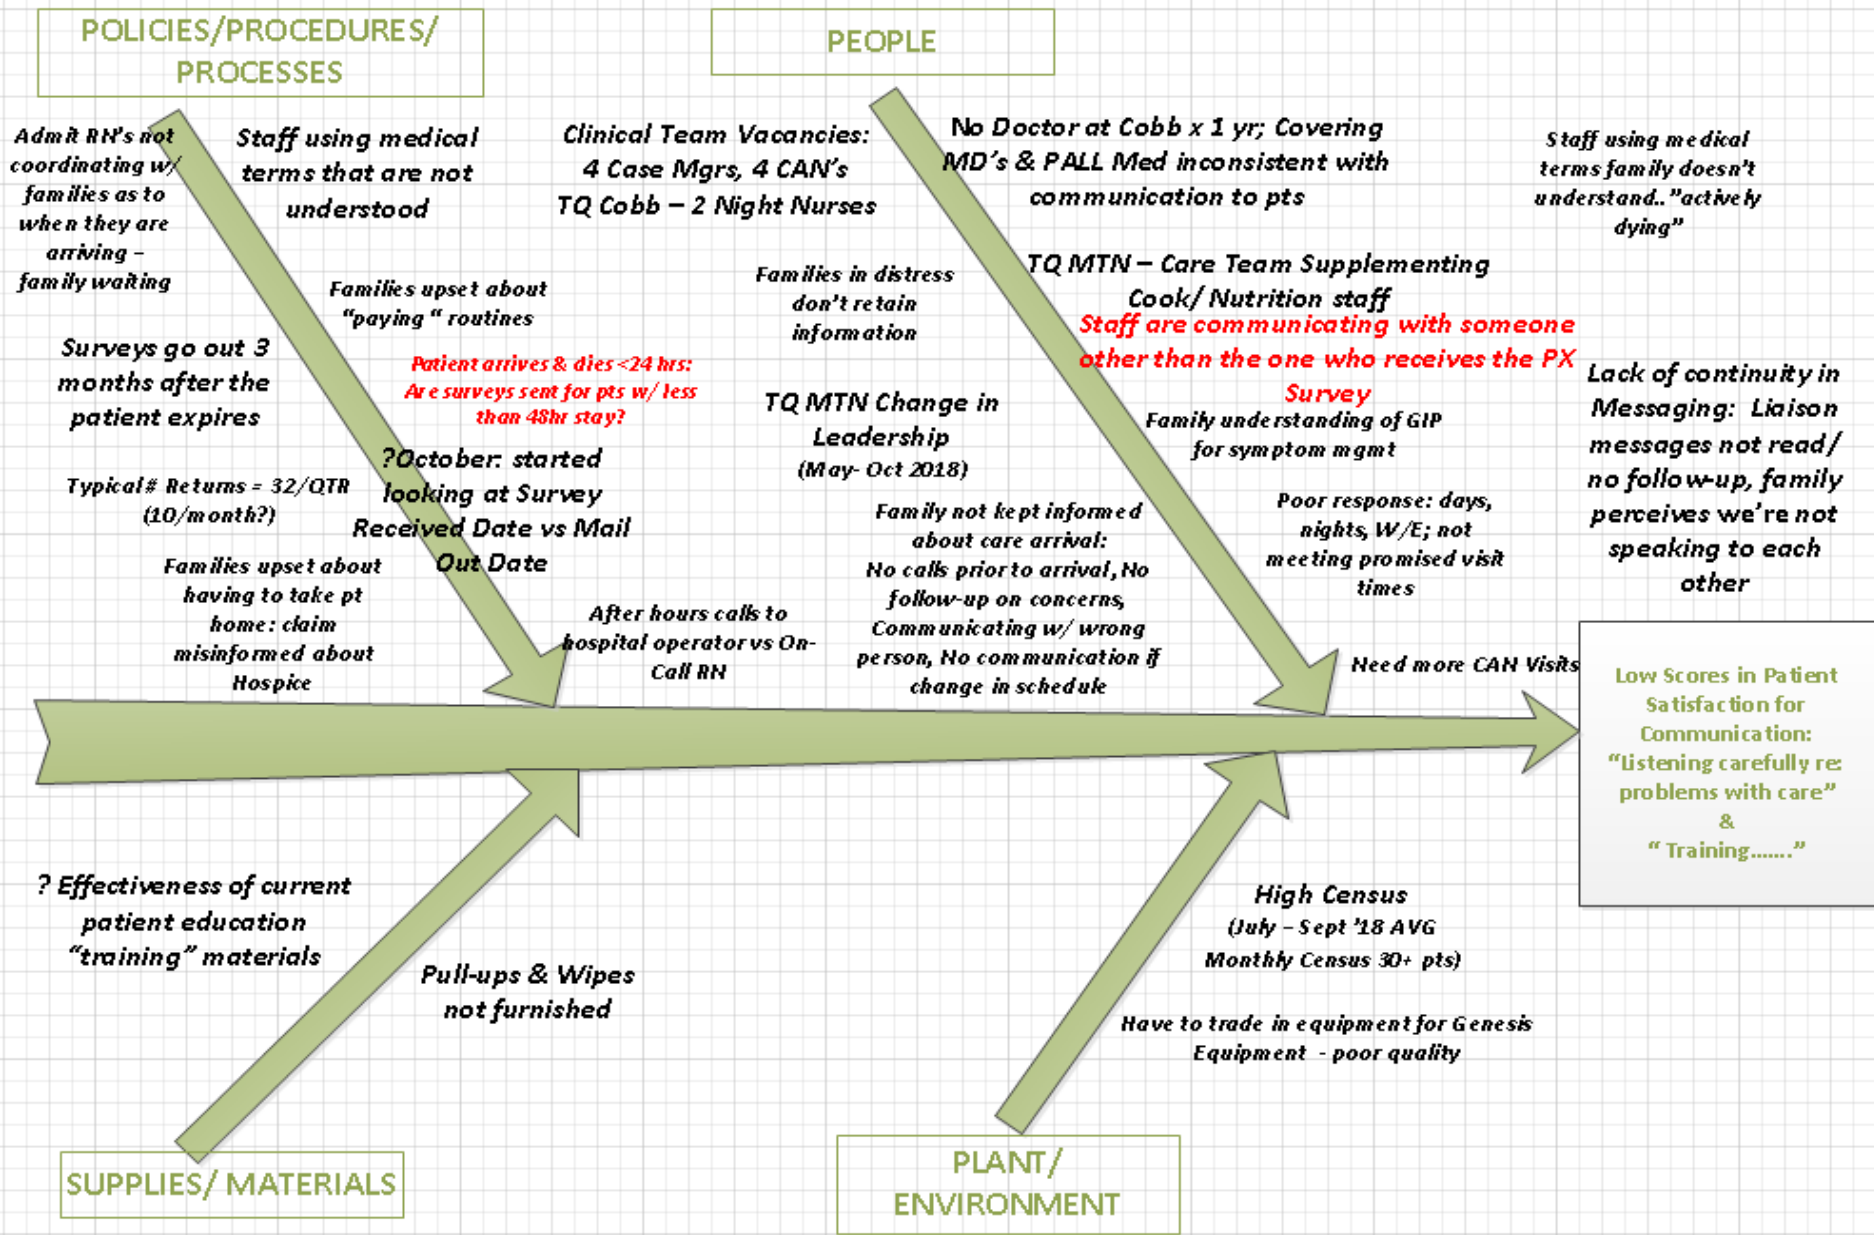 POLICIES/PROCEDURES/
PROCESSES
PEOPLE
Admit RN's not
coordinating w/
families as to
when they are
arriving –
family waiting
Staff using medical
terms that are not
understood
Clinical Team Vacancies:
4 Case Mgrs, 4 CAN's
TQ Cobb – 2 Night Nurses
No Doctor at Cobb x 1 yr; Covering
MD's & PALL Med inconsistent with
communication to pts
Staff using medical
terms family doesn't
understand.."actively
dying"
Families upset about
"paying " routines
Families in distress
don't retain
information
TQ MTN – Care Team Supplementing
Cook/ Nutrition staff
Staff are communicating with someone
other than the one who receives the PX
Survey
Surveys go out 3
months after the
patient expires
Patient arrives & dies <24 hrs:
Are surveys sent for pts w/ less
than 48hr stay?
TQ MTN Change in
Leadership
(May- Oct 2018)
Family understanding of GIP
for symptom mgmt
Lack of continuity in
Messaging:  Liaison
messages not read/
no follow-up, family
perceives we're not
speaking to each
other
Typical # Returns = 32/QTR
(10/month?)
?October: started
looking at Survey
Received Date vs Mail
Out Date
Family not kept informed
about care arrival:
No calls prior to arrival, No
follow-up on concerns,
Communicating w/ wrong
person, No communication if
change in schedule
Poor response: days,
nights, W/E; not
meeting promised visit
times
Families upset about
having to take pt
home: claim
misinformed about
Hospice
After hours calls to
hospital operator vs On-
Call RN
Need more CAN Visits
Low Scores in Patient
Satisfaction for
Communication:
"Listening carefully re:
problems with care"
&
" Training......."
? Effectiveness of current
patient education
"training" materials
Pull-ups & Wipes
not furnished
High Census
(July – Sept '18 AVG
Monthly Census 30+ pts)
Have to trade in equipment for Genesis
Equipment  - poor quality
SUPPLIES/ MATERIALS
PLANT/
ENVIRONMENT